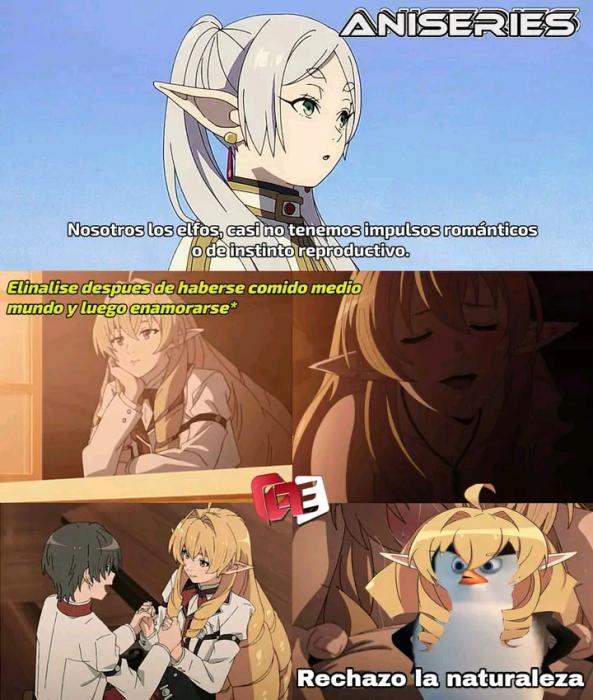 ANISERIES
Nosotros los elfos, casi no tenemos impulsos románticos
o de instinto reproductivo.
Elinalise despues de haberse comido medio
mundo y luego enamorarse*
Rechazo la naturaleza